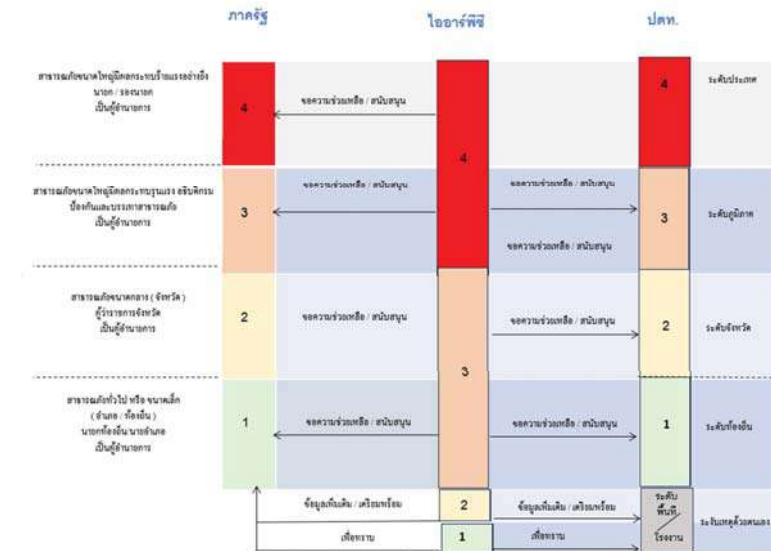 ภาครัฐ
ไออาร์พีซี
ปตท.
สาธารณภัยขนาดใหญ่มีผลกระทบร้ายแรงอย่างยิ่ง
นายก / รองนายก
เป็นผู้อำนวยการ
4
ขอความช่วยเหลือ / สนับสนุน
4
4
ระดับประเทศ
สาธารณภัยขนาดใหญ่มีผลกระทบรุนแรง อธิบดีกรม
ป้องกันและบรรเทาสาธารณภัย
เป็นผู้อำนวยการ
3
ขอความช่วยเหลือ / สนับสนุน
ขอความช่วยเหลือ / สนับสนุน
ขอความช่วยเหลือ / สนับสนุน
3
ระดับภูมิภาค
สาธารณภัยขนาดกลาง ( จังหวัด )
ผู้ว่าราชการจังหวัด
เป็นผู้อำนวยการ
2
ขอความช่วยเหลือ / สนับสนุน
3
ขอความช่วยเหลือ / สนับสนุน
2
ระดับจังหวัด
สาธารณภัยทั่วไป หรือ ขนาดเล็ก
( อำเภอ / ท้องถิ่น )
นายกท้องถิ่น/นายอำเภอ
เป็นผู้อำนวยการ
1
ขอความช่วยเหลือ / สนับสนุน
ขอความช่วยเหลือ / สนับสนุน
1
ระดับท้องถิ่น
ข้อมูลเพิ่มเติม / เตรียมพร้อม
2
ข้อมูลเพิ่มเติม / เตรียมพร้อม
ระดับ
พื้นที่
/
โรงงาน
ระงับเหตุด้วยตนเอง
เพื่อทราบ
1
เพื่อทราบ